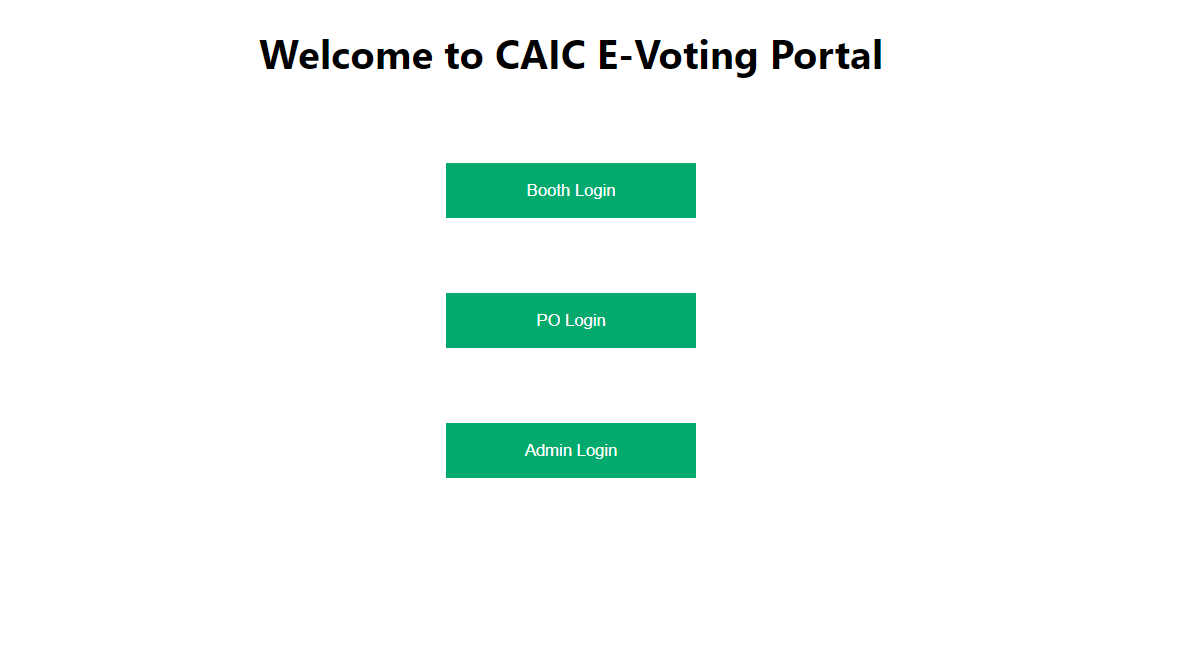 Welcome to CAIC E-Voting Portal
Booth Login
PO Login
Admin Login